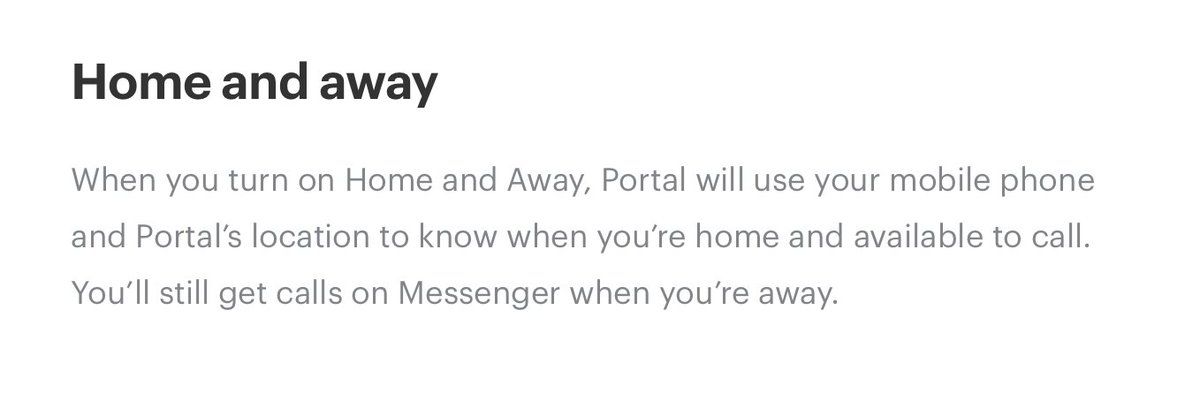 Home and away
When you turn on Home and Away, Portal will use your mobile phone
and Portal’s location to know when you’re home and available to call.
You’ll still get calls on Messenger when you’re away.